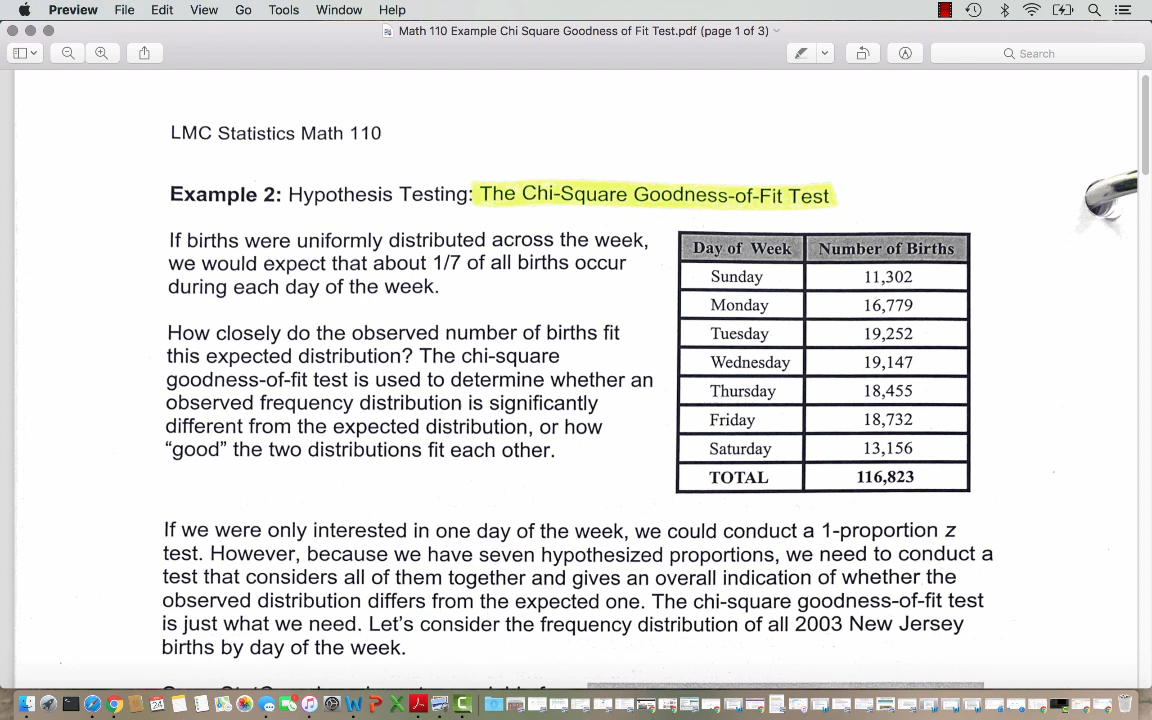 Preview File Edit View Go Tools Window Help
Math 110 Example Chi Square Goodness of Fit Test.pdf (page 1 of 3)
Search
LMC Statistics Math 110
Example 2: Hypothesis Testing: The Chi-Square Goodness-of-Fit Test
If births were uniformly distributed across the week,
we would expect that about 1/7 of all births occur
during each day of the week.
How closely do the observed number of births fit
this expected distribution? The chi-square
goodness-of-fit test is used to determine whether an
observed frequency distribution is significantly
different from the expected distribution, or how
“good” the two distributions fit each other.
Day of Week Number of Births
Sunday 11,302
Monday 16,779
Tuesday 19,252
Wednesday 19,147
Thursday 18,455
Friday 18,732
Saturday 13,156
TOTAL 116,823
If we were only interested in one day of the week, we could conduct a 1-proportion z
test. However, because we have seven hypothesized proportions, we need to conduct a
test that considers all of them together and gives an overall indication of whether the
observed distribution differs from the expected one. The chi-square goodness-of-fit test
is just what we need. Let’s consider the frequency distribution of all 2003 New Jersey
births by day of the week.